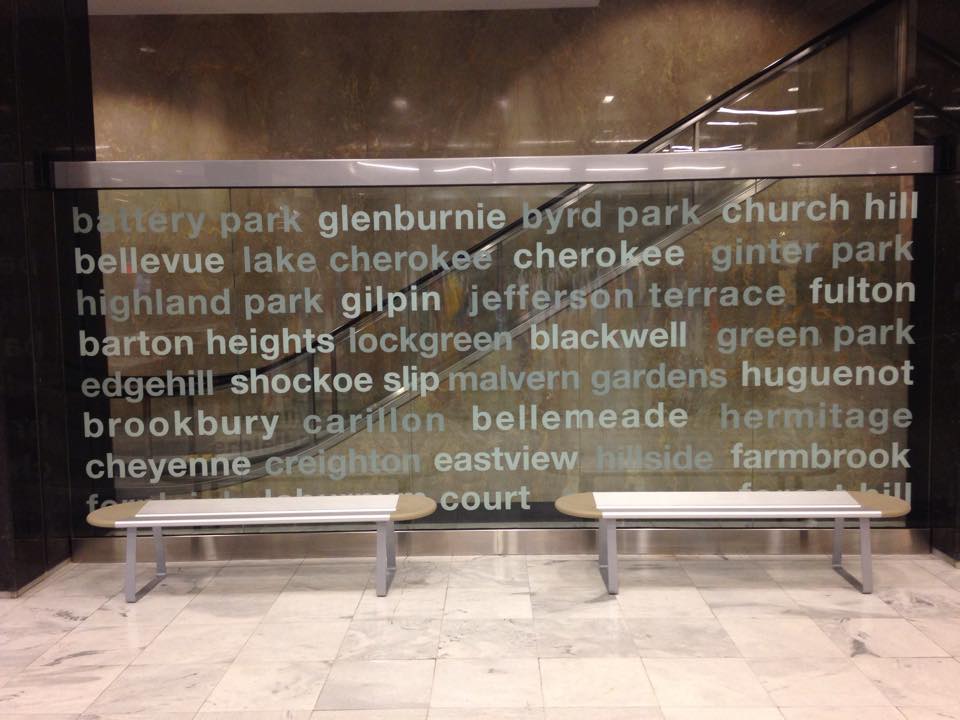 battery park glenburnie byrd park church hill
bellevue lake cherokee cherokee ginter park
highland park gilpin jefferson terrace fulton
barton heights lockgreen blackwell green park
edgehill shockoe slip malvern gardens huguenot
brookbury carillon bellemeade hermitage
cheyenne creighton eastview hillside farmbrook
court forest hill